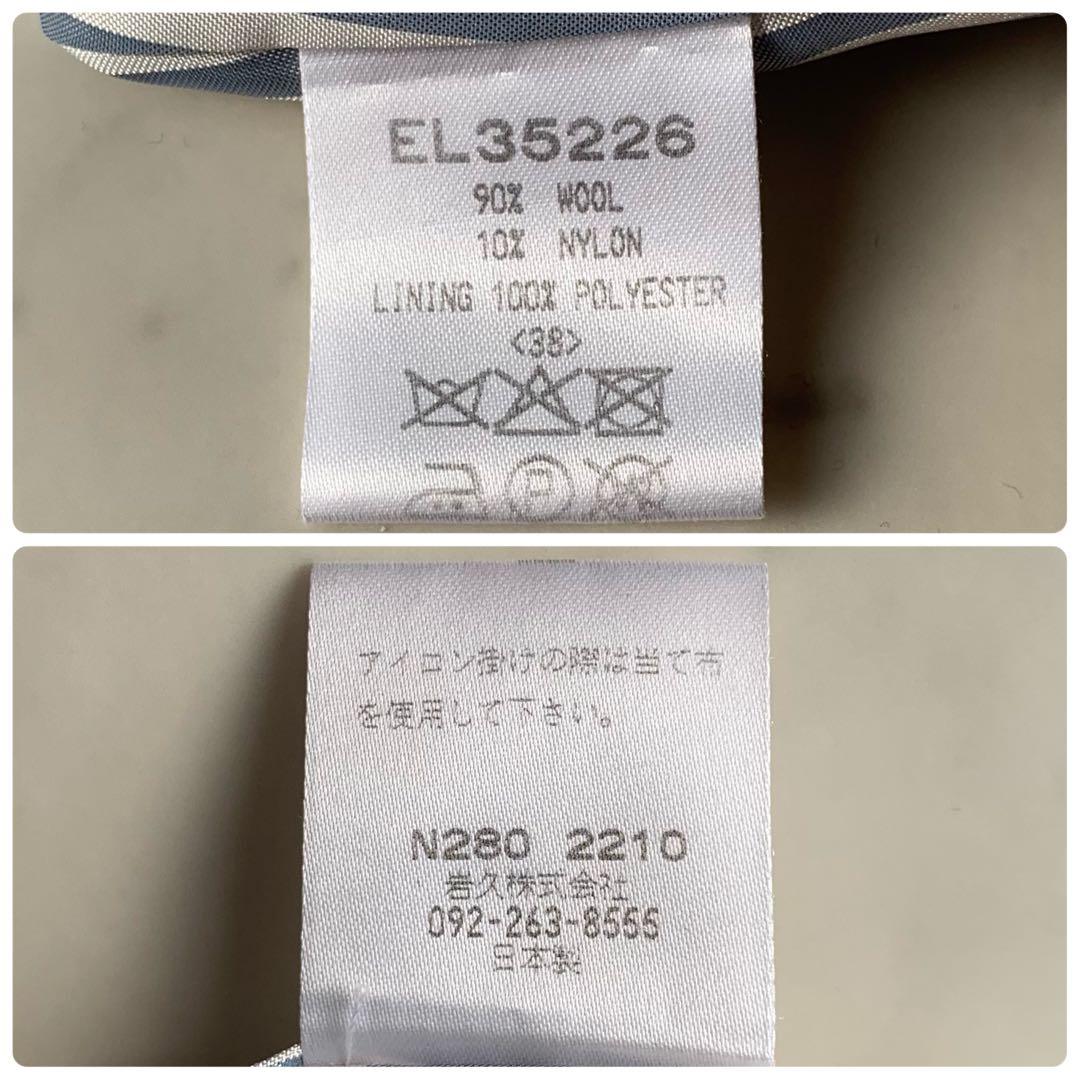 EL35226
90% WOOL
10% NYLON
LINING 100% POLYESTER
<38>
P
アイロン掛けの際は当て布
を使用して下さい。
N280 2210
岩久株式会社
092-263-8555
日本製